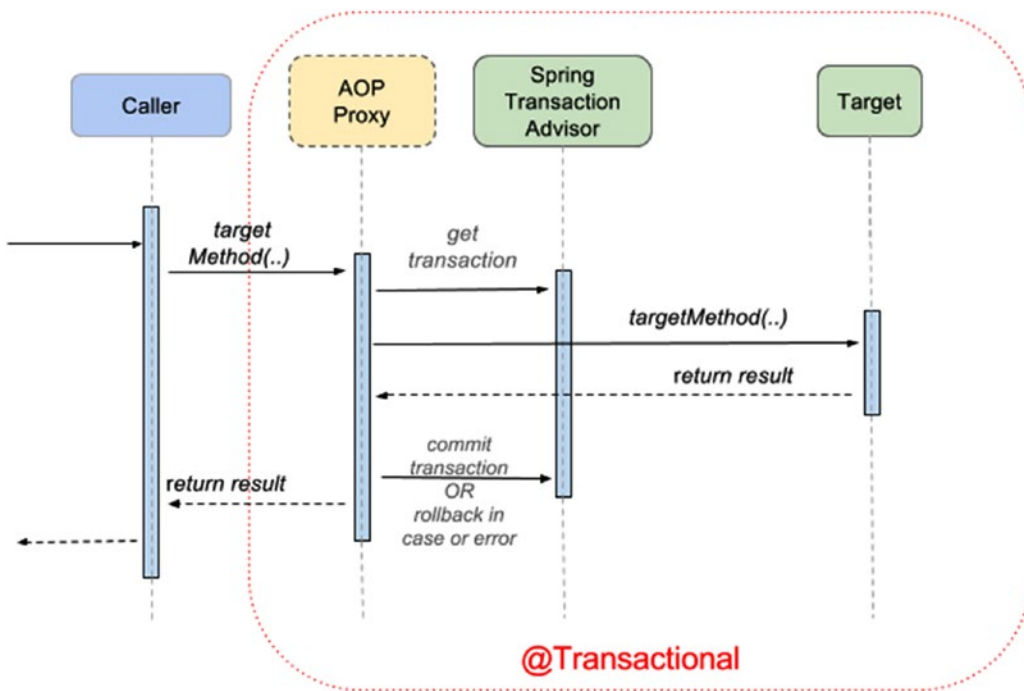 Caller
AOP
Proxy
Spring
Transaction
Advisor
Target
target
Method(..)
get
transaction
targetMethod(..)
return result
commit
transaction
OR
rollback in
case or error
return result
@Transactional